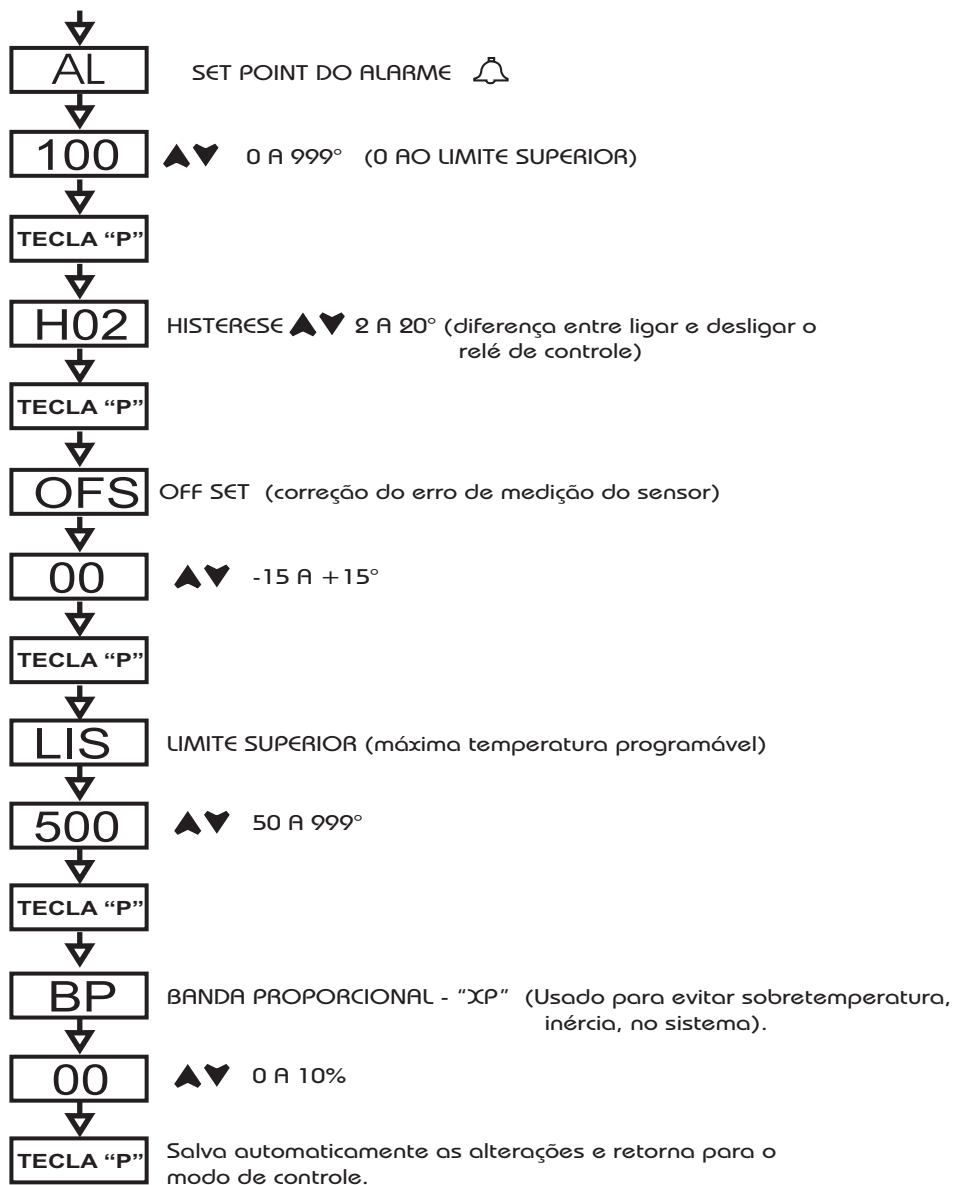 AL
SET POINT DO ALARME
100
0 A 999° (0 AO LIMITE SUPERIOR)
TECLA “P”
H02
HISTERESE 2 A 20° (diferença entre ligar e desligar o
relé de controle)
TECLA “P”
OFS
OFF SET (correção do erro de medição do sensor)
00
-15 A +15°
TECLA “P”
LIS
LIMITE SUPERIOR (máxima temperatura programável)
500
50 A 999°
TECLA “P”
BP
BANDA PROPORCIONAL - “XP” (Usado para evitar sobretemperatura,
inércia, no sistema).
00
0 A 10%
TECLA “P”
Salva automaticamente as alterações e retorna para o
modo de controle.